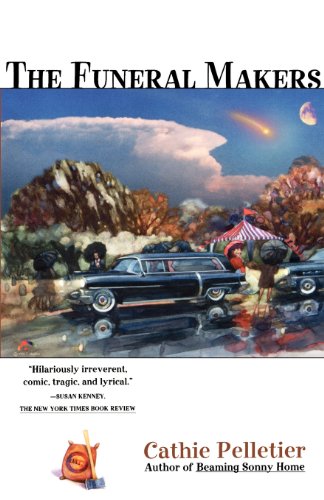 THE FUNERAL MAKERS
"Hilariously irreverent,
comic, tragic, and lyrical."
—SUSAN KENNEY,
THE NEW YORK TIMES BOOK REVIEW
Cathie Pelletier
Author of Beaming Sonny Home